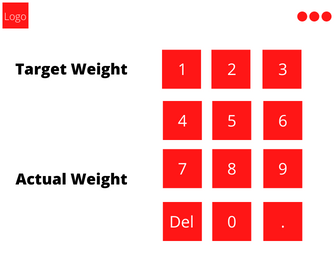 Logo
Target Weight
1 2 3
4 5 6
7 8 9
Actual Weight
Del 0 .